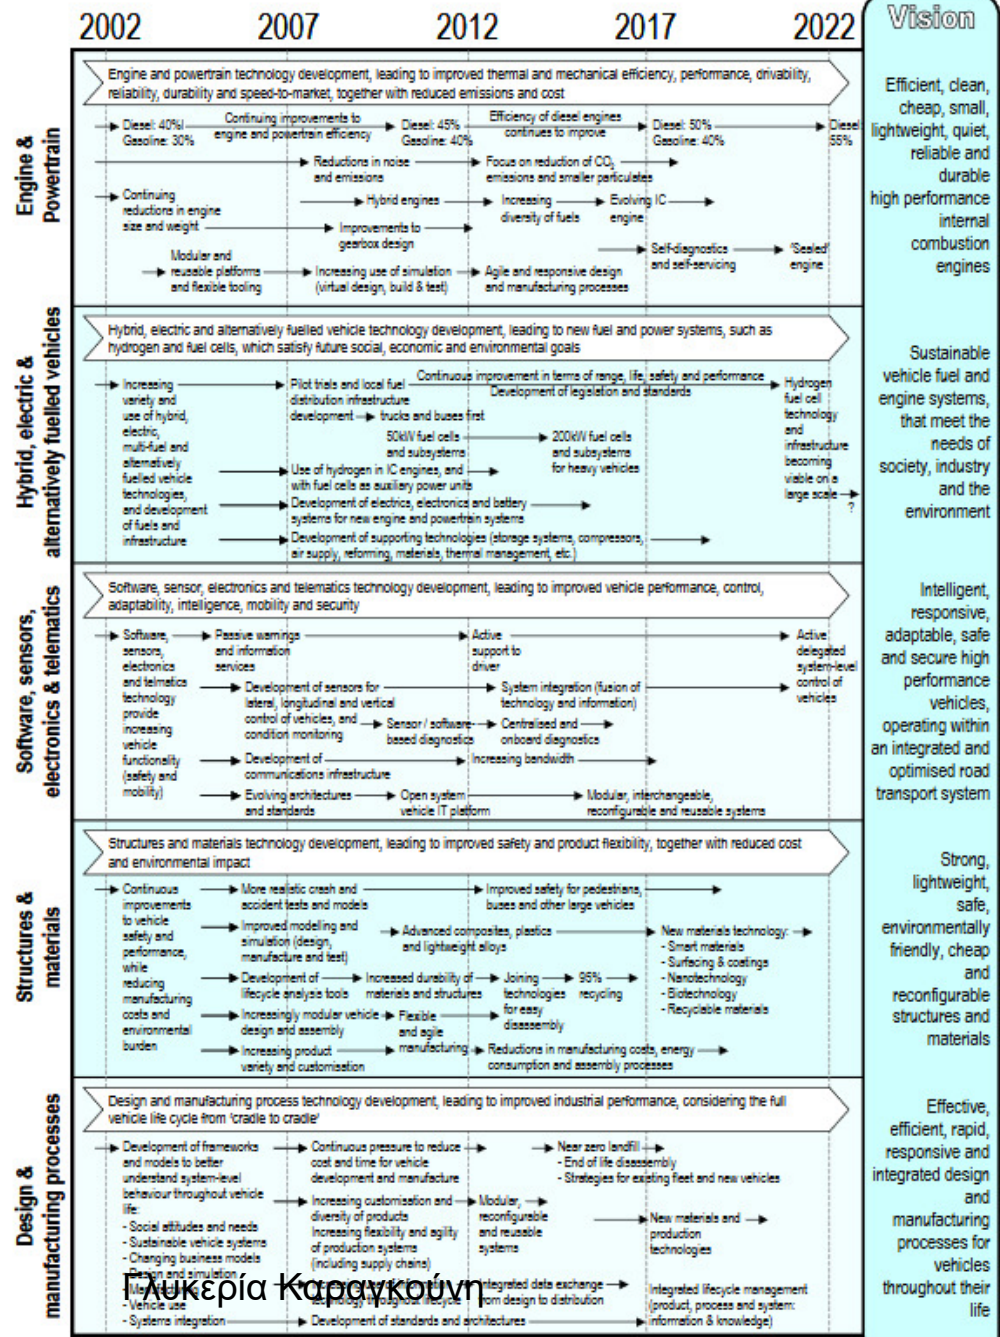 2002 2007 2012 2017 2022 Vision
Engine & Powertrain
Engine and powertrain technology development, leading to improved thermal and mechanical efficiency, performance, drivability,
reliability, durability and speed-to-market, together with reduced emissions and cost
Diesel: 40%
Gasoline: 30%
Continuing improvements to
engine and powertrain efficiency
Diesel: 45%
Gasoline: 40%
Efficiency of diesel engines
continues to improve
Diesel: 50%
Gasoline: 40%
Diesel
55%
Reductions in noise
and emissions
Focus on reduction of CO₂
emissions and smaller particulates
Continuing
reductions in engine
size and weight
Hybrid engines
Increasing
diversity of fuels
Evolving IC
engine
Improvements to
gearbox design
Self-diagnostics
and self-servicing
'Sealed'
engine
Modular and
reusable platforms
and flexible tooling
Increasing use of simulation
(virtual design, build & test)
Agile and responsive design
and manufacturing processes
Efficient, clean,
cheap, small,
lightweight, quiet,
reliable and
durable
high performance
internal
combustion
engines
Hybrid, electric &
alternatively fuelled vehicles
Hybrid, electric and alternatively fuelled vehicle technology development, leading to new fuel and power systems, such as
hydrogen and fuel cells, which satisfy future social, economic and environmental goals
Increasing
variety and
use of hybrid,
electric,
multi-fuel and
alternatively
fuelled vehicle
technologies,
and development
of fuels and
infrastructure
Pilot trials and local fuel
distribution infrastructure
development
trucks and buses first
Continuous improvement in terms of range, life, safety and performance
Development of legislation and standards
50kW fuel cells
and subsystems
200kW fuel cells
and subsystems
for heavy vehicles
Use of hydrogen in IC engines, and
with fuel cells as auxiliary power units
Development of electrics, electronics and battery
systems for new engine and powertrain systems
Development of supporting technologies (storage systems, compressors,
air supply, reforming, materials, thermal management, etc.)
Hydrogen
fuel cell
technology
and
infrastructure
becoming
viable on a
large scale
?
Sustainable
vehicle fuel and
engine systems,
that meet the
needs of
society, industry
and the
environment
Software, sensors,
electronics & telematics
Software, sensor, electronics and telematics technology development, leading to improved vehicle performance, control,
adaptability, intelligence, mobility and security
Software,
sensors,
electronics
and telmatics
technology
provide
increasing
vehicle
functionality
(safety and
mobility)
Passive warnings
and information
services
Active
support to
driver
Active
delegated
system-level
control of
vehicles
Development of sensors for
lateral, longitudinal and vertical
control of vehicles, and
condition monitoring
System integration (fusion of
technology and information)
Sensor / software-
based diagnostics
Centralised and
onboard diagnostics
Development of
communications infrastructure
Increasing bandwidth
Evolving architectures
and standards
Open system
vehicle IT platform
Modular, interchangeable,
reconfigurable and reusable systems
Intelligent,
responsive,
adaptable, safe
and secure high
performance
vehicles,
operating within
an integrated and
optimised road
transport system
Structures &
materials
Structures and materials technology development, leading to improved safety and product flexibility, together with reduced cost
and environmental impact
Continuous
improvements
to vehicle
safety and
performance,
while
reducing
manufacturing
costs and
environmental
burden
More realistic crash and
accident tests and models
Improved safety for pedestrians,
buses and other large vehicles
Improved modelling and
simulation (design,
manufacture and test)
Advanced composites, plastics
and lightweight alloys
New materials technology:
- Smart materials
- Surfacing & coatings
- Nanotechnology
- Biotechnology
- Recyclable materials
Development of
lifecycle analysis tools
Increased durability of
materials and structures
Joining
technologies
for easy
disassembly
95%
recycling
Increasingly modular vehicle
design and assembly
Flexible
and agile
manufacturing
Increasing product
variety and customisation
Reductions in manufacturing costs, energy
consumption and assembly processes
Strong,
lightweight,
safe,
environmentally
friendly, cheap
and
reconfigurable
structures and
materials
Design &
manufacturing processes
Design and manufacturing process technology development, leading to improved industrial performance, considering the full
vehicle life cycle from 'cradle to cradle'
Development of frameworks
and models to better
understand system-level
behaviour throughout vehicle
life:
- Social attitudes and needs
- Sustainable vehicle systems
- Changing business models
- Design and simulation
- Vehicle use
- Systems integration
Continuous pressure to reduce
cost and time for vehicle
development and manufacture
Near zero landfill
- End of life disassembly
- Strategies for existing fleet and new vehicles
Increasing customisation and
diversity of products
Increasing flexibility and agility
of production systems
(including supply chains)
Modular,
reconfigurable
and reusable
systems
New materials and
production
technologies
technology throughout lifecycle
Integrated data exchange
from design to distribution
Development of standards and architectures
Integrated lifecycle management
(product, process and system:
information & knowledge)
Effective,
efficient, rapid,
responsive and
integrated design
and
manufacturing
processes for
vehicles
throughout their
life
Γλυκερία Καραγκούνη